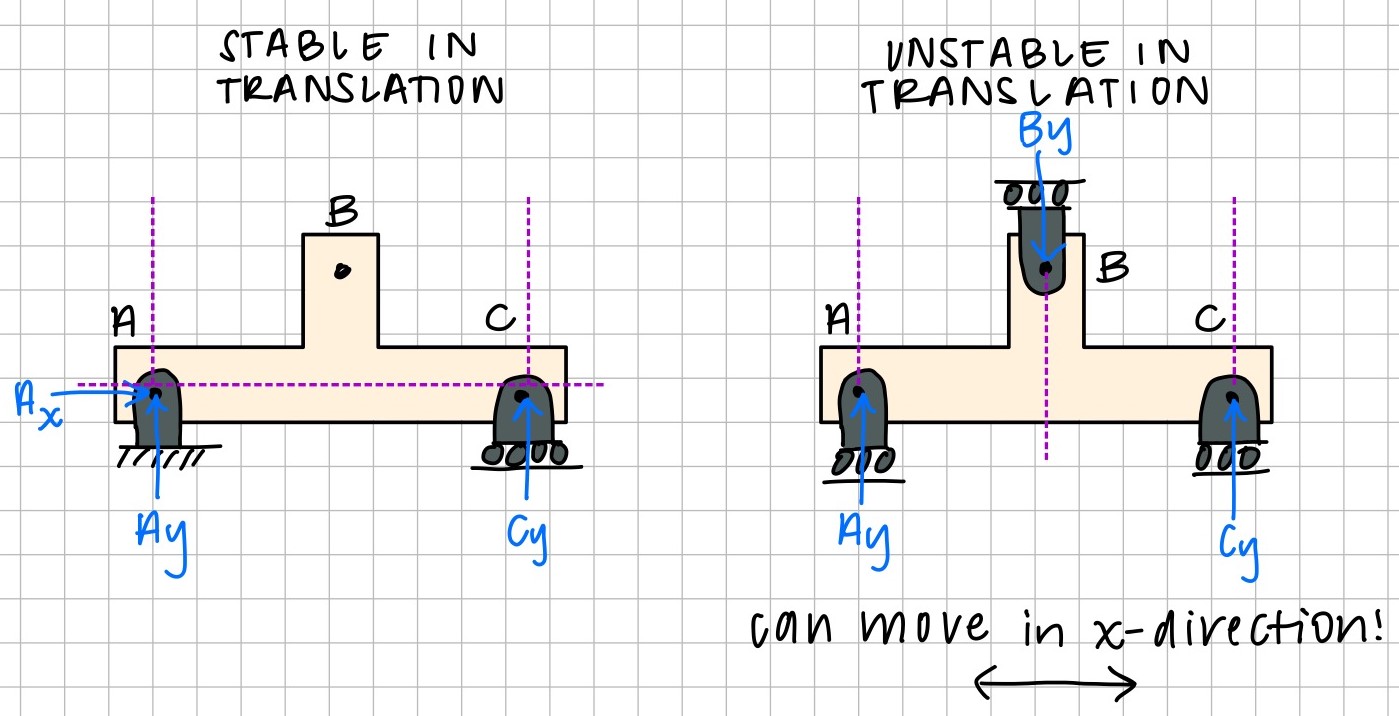 STABLE IN
TRANSLATION
B
A
C
Ax
Ay
Cy
UNSTABLE IN
TRANSLATION
By
B
A
C
Ay
Cy
can move in x-direction!